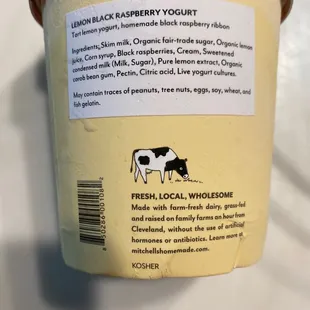 LEMON BLACK RASPBERRY YOGURT
Tart lemon yogurt, homemade black raspberry ribbon
Ingredients: Skim milk, Organic fair-trade sugar, Organic lemon
juice, Corn syrup, Black raspberries, Cream, Sweetened
condensed milk (Milk, Sugar), Pure lemon extract, Organic
carob bean gum, Pectin, Citric acid, Live yogurt cultures.
May contain traces of peanuts, tree nuts, eggs, soy, wheat, and
fish gelatin.
FRESH, LOCAL, WHOLESOME
Made with farm-fresh dairy, grass-fed
and raised on family farms an hour from
Cleveland, without the use of artificial
hormones or antibiotics. Learn more at
mitchellshomemade.com.
KOSHER